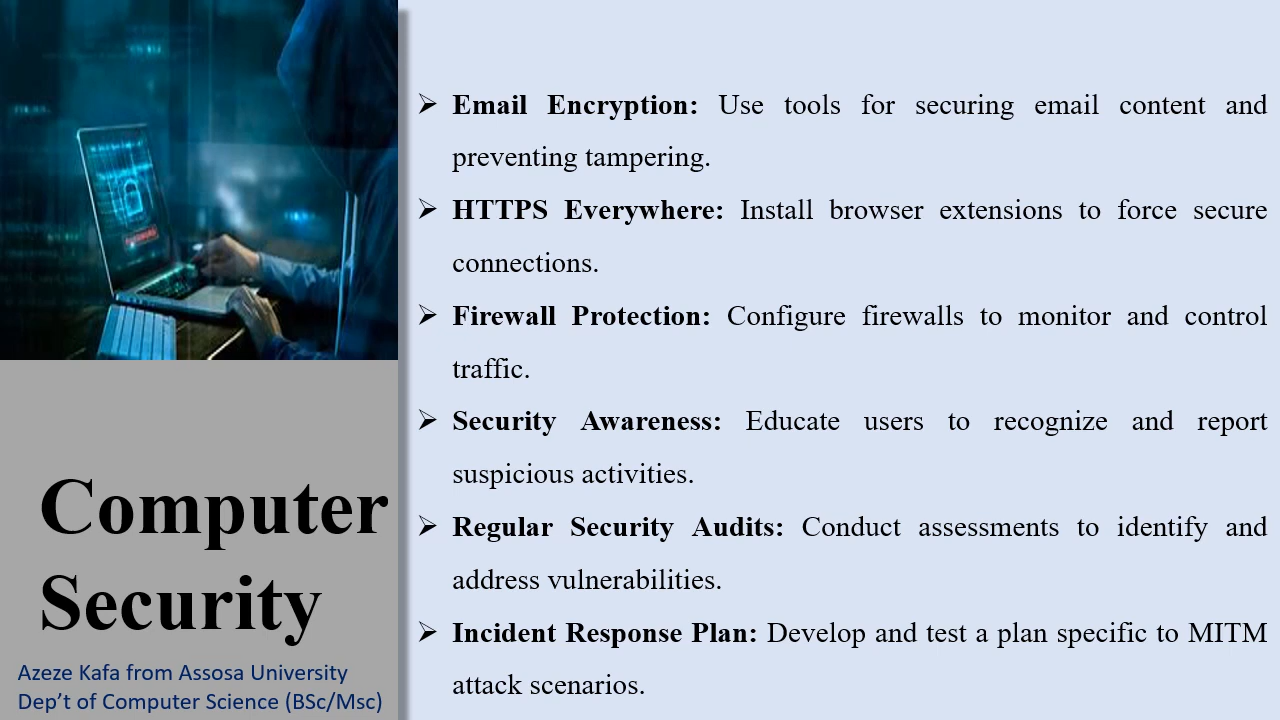 ➢ Email Encryption: Use tools for securing email content and
preventing tampering.
➢ HTTPS Everywhere: Install browser extensions to force secure
connections.
➢ Firewall Protection: Configure firewalls to monitor and control
traffic.
➢ Security Awareness: Educate users to recognize and report
suspicious activities.
➢ Regular Security Audits: Conduct assessments to identify and
address vulnerabilities.
➢ Incident Response Plan: Develop and test a plan specific to MITM
attack scenarios.
Computer
Security
Azeze Kafa from Assosa University
Dep’t of Computer Science (BSc/Msc)